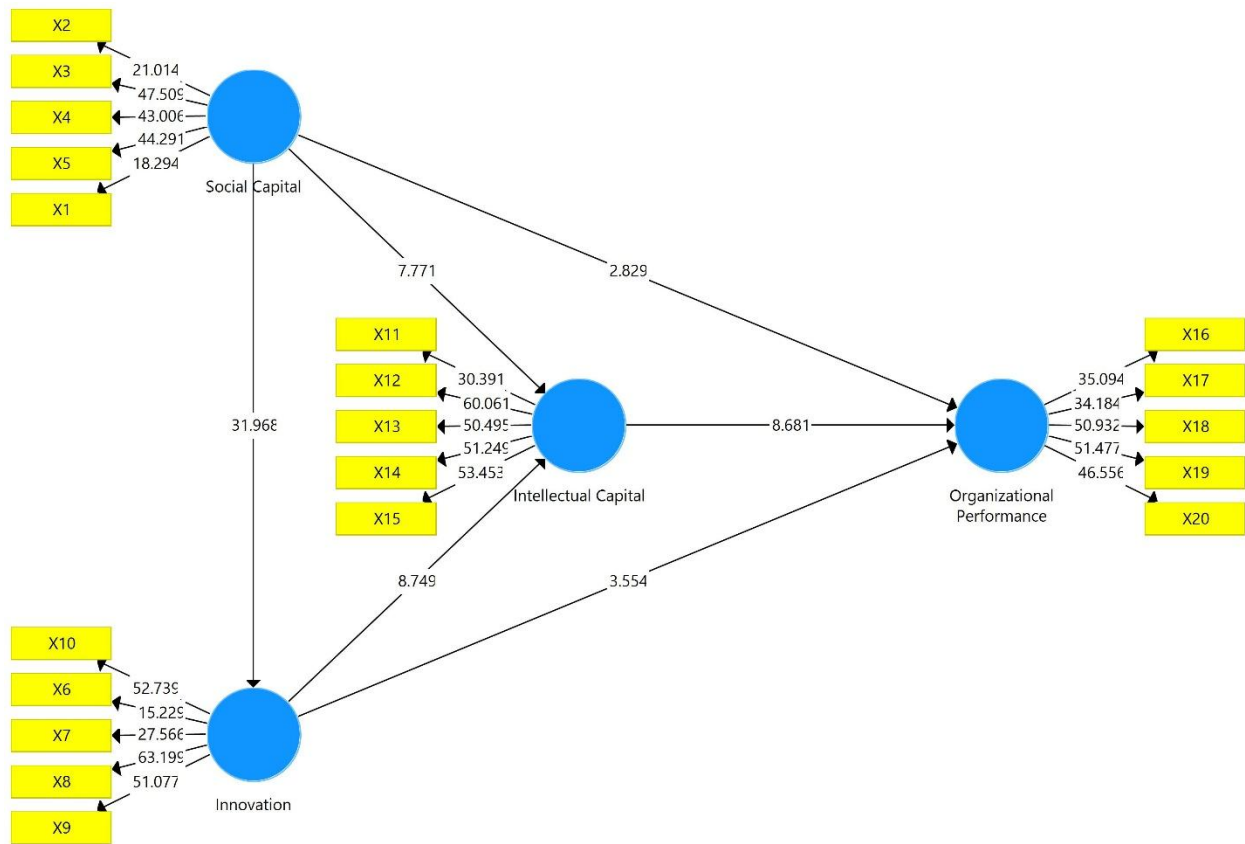 X2
X3
X4
X5
X1
21.014
47.509
43.006
44.291
18.294
Social Capital
7.771
2.829
31.968
X11
X12
X13
X14
X15
30.391
60.061
50.495
51.249
53.453
Intellectual Capital
8.681
X16
X17
X18
X19
X20
35.094
34.184
50.932
51.477
46.556
Organizational
Performance
8.749
3.554
X10
X6
X7
X8
X9
52.739
15.229
27.566
63.199
51.077
Innovation